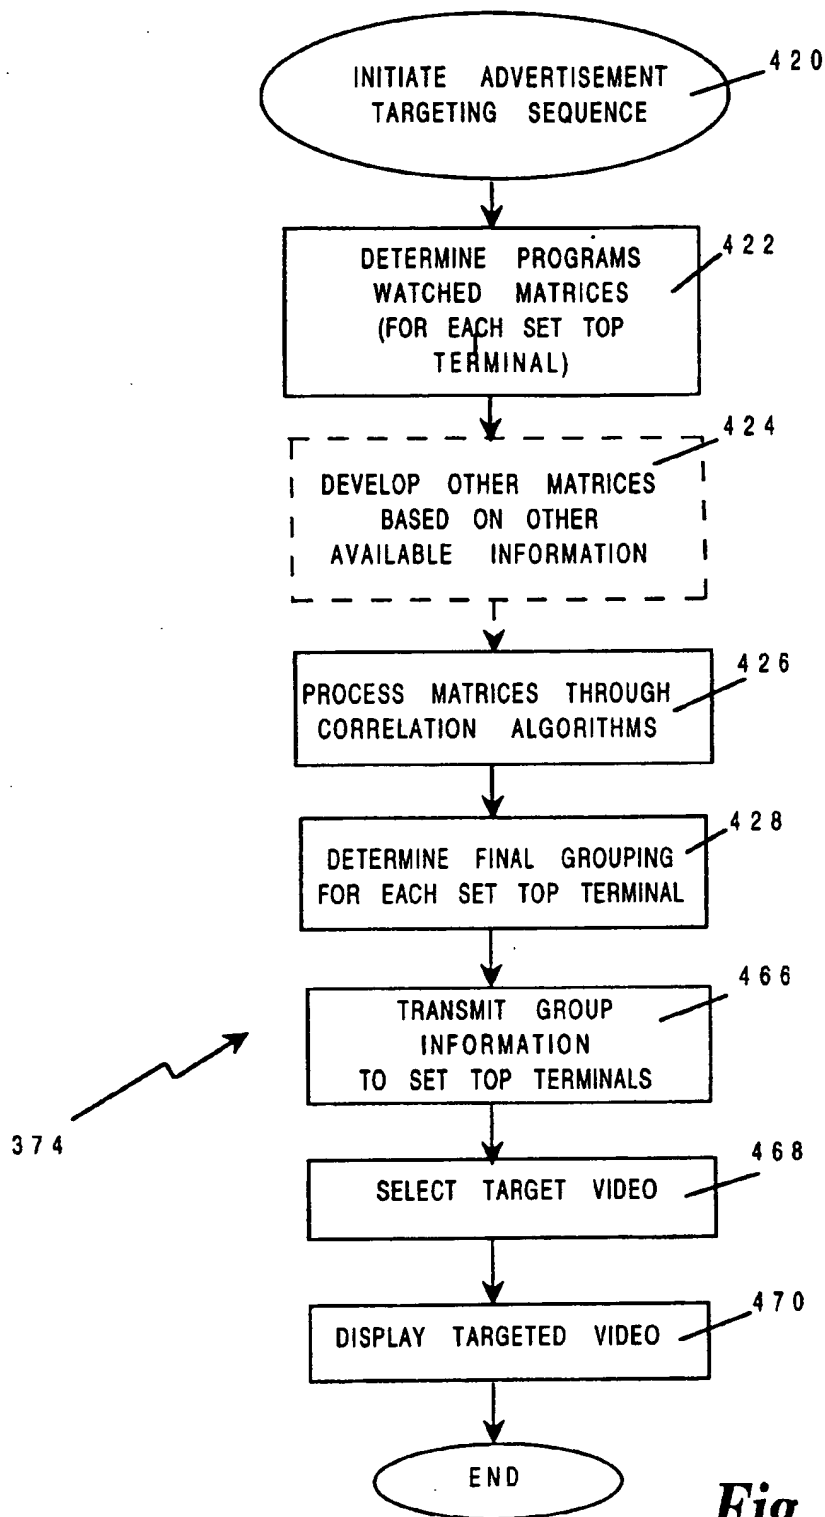 INITIATE ADVERTISEMENT
TARGETING SEQUENCE
420
DETERMINE PROGRAMS
WATCHED MATRICES
(FOR EACH SET TOP
TERMINAL)
422
DEVELOP OTHER MATRICES
BASED ON OTHER
AVAILABLE INFORMATION
424
PROCESS MATRICES THROUGH
CORRELATION ALGORITHMS
426
DETERMINE FINAL GROUPING
FOR EACH SET TOP TERMINAL
428
TRANSMIT GROUP
INFORMATION
TO SET TOP TERMINALS
466
374
SELECT TARGET VIDEO
468
DISPLAY TARGETED VIDEO
470
END
Fig